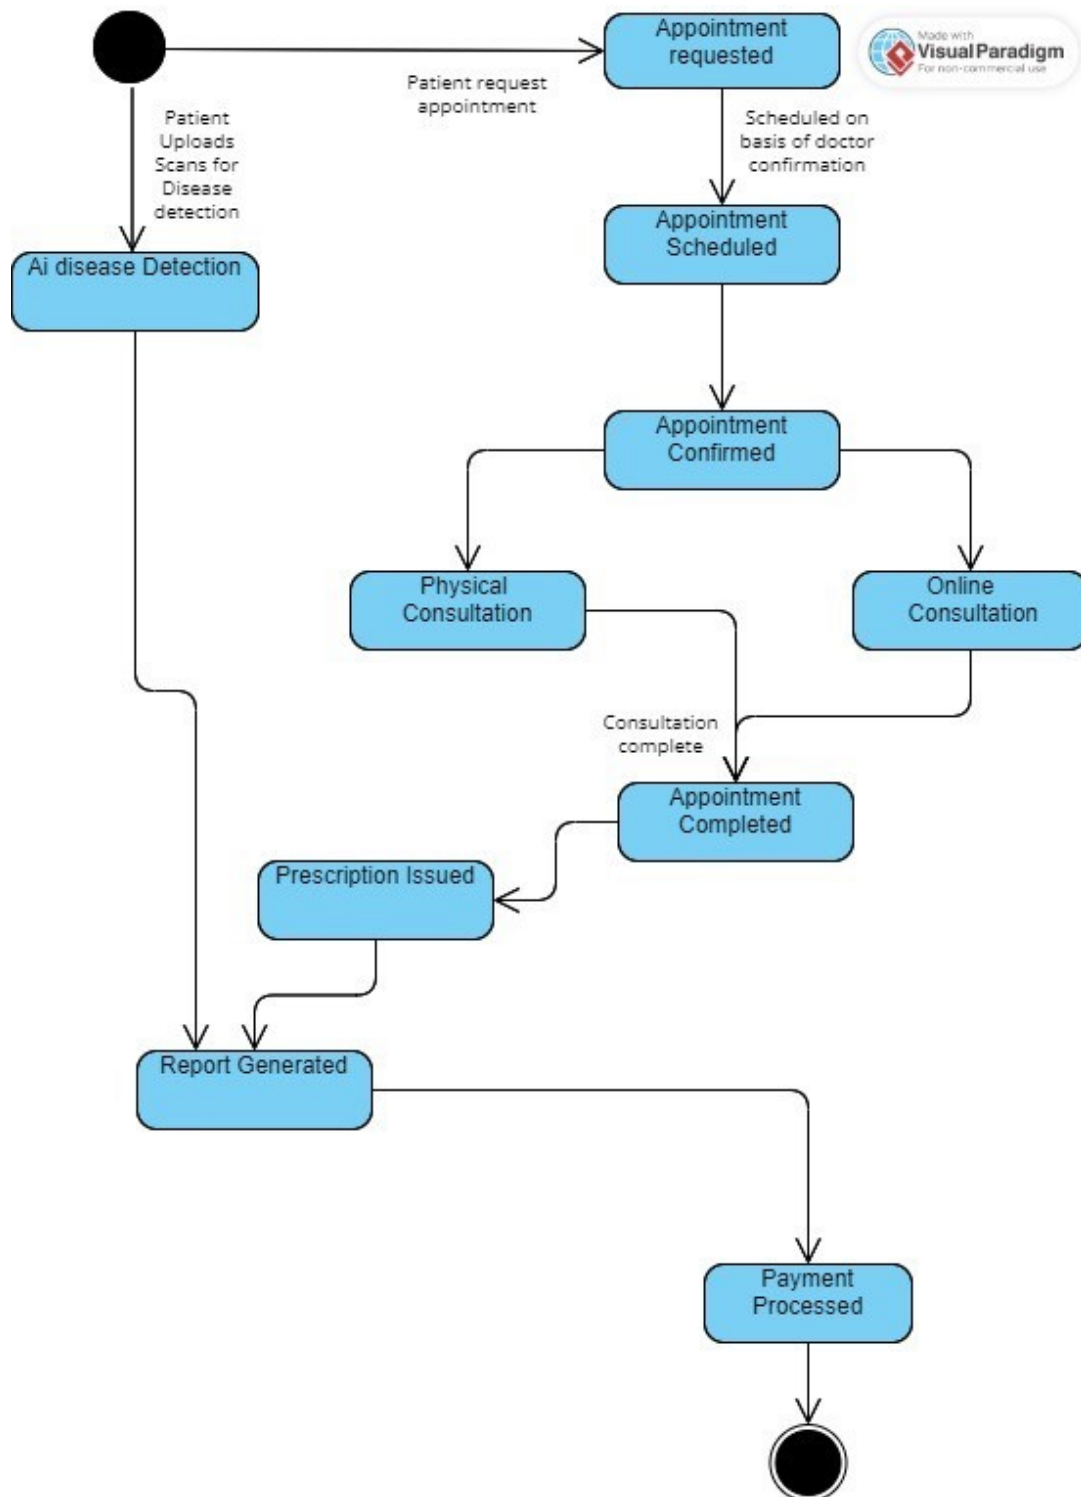 Appointment
requested
Made with
Visual Paradigm
For non-commercial use
Patient request
appointment
Patient
Uploads
Scans for
Disease
detection
Scheduled on
basis of doctor
confirmation
Appointment
Scheduled
Ai disease Detection
Appointment
Confirmed
Physical
Consultation
Online
Consultation
Consultation
complete
Appointment
Completed
Prescription Issued
Report Generated
Payment
Processed